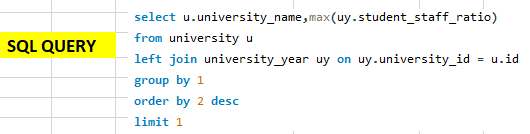 select u.university_name,max(uy.student_staff_ratio)
from university u
SQL QUERY
left join university_year uy on uy.university_id = u.id
group by 1
order by 2 desc
limit 1